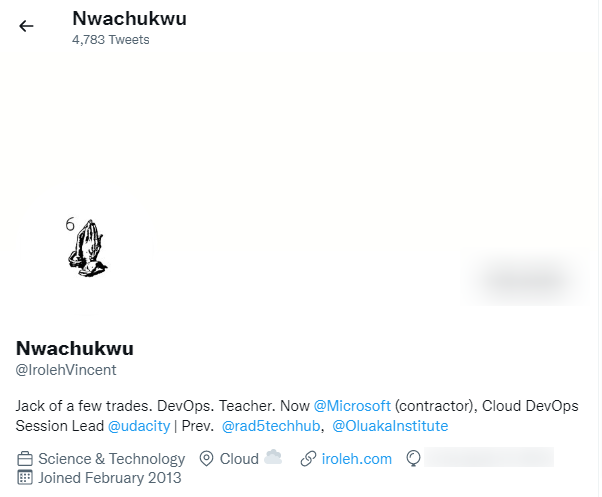 Nwachukwu
4,783 Tweets
6
Nwachukwu
@IrolehVincent
Jack of a few trades. DevOps. Teacher. Now @Microsoft (contractor), Cloud DevOps
Session Lead @udacity | Prev. @rad5techhub, @OluakaInstitute
Science & Technology Cloud iroleh.com
Joined February 2013